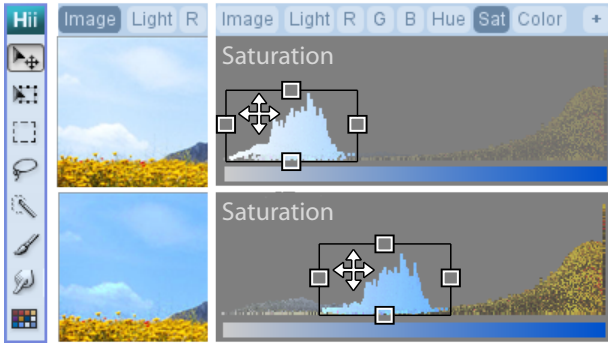 Hii
Image Light R
Image Light R G B Hue Sat Color +
Saturation
Saturation